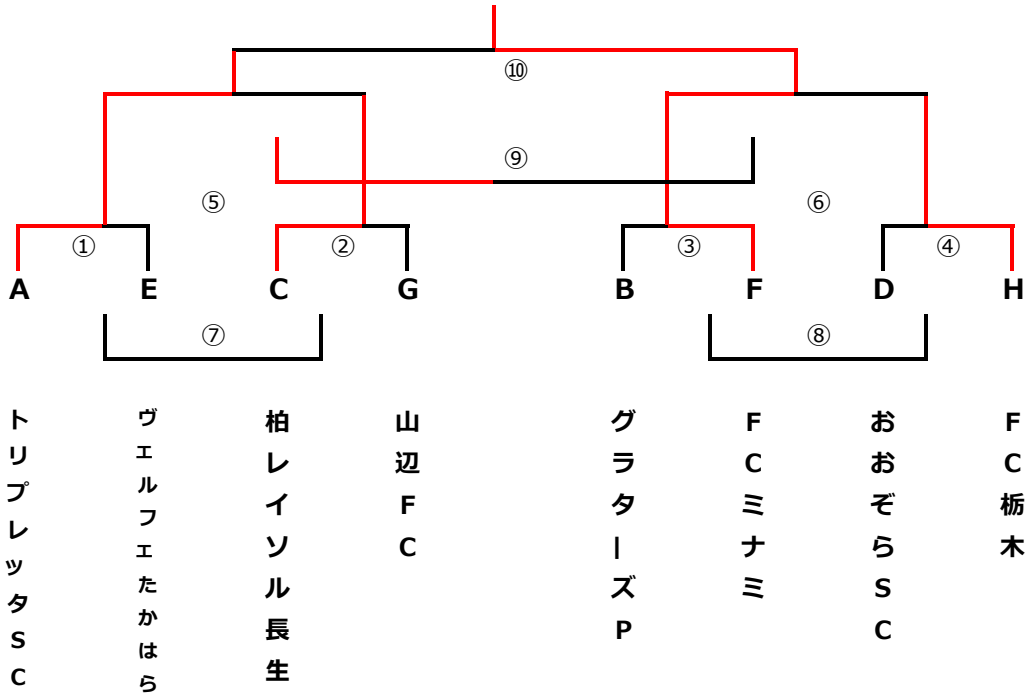 ⑩
⑨
⑤ ⑥
① ② ③ ④
A E C G B F D H
⑦ ⑧
トリプレッタSC
ヴェルフェたかはら
柏レイソル長生
山辺FC
グラターズP
FCミナミ
おおぞらSC
FC栃木